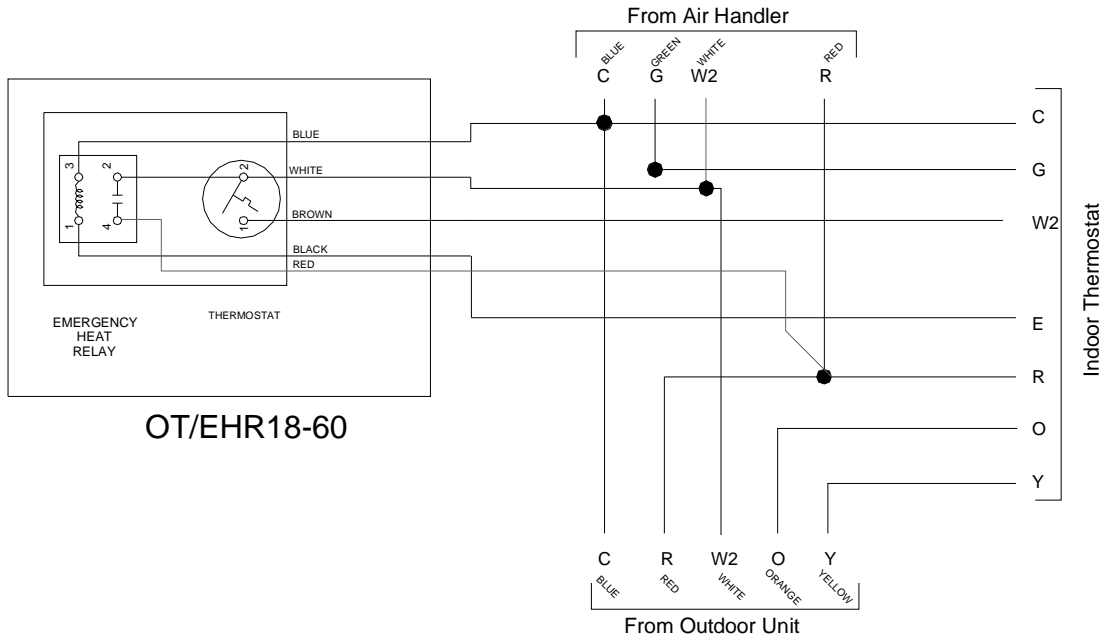 From Air Handler
BLUE GREEN WHITE RED
C G W2 R
C
BLUE
3 2
2
WHITE
G
BROWN
W2
1 4
1
BLACK
RED
THERMOSTAT
EMERGENCY
HEAT
RELAY
E
R
O
Y
Indoor Thermostat
OT/EHR18-60
C R W2 O Y
BLUE RED WHITE ORANGE YELLOW
From Outdoor Unit